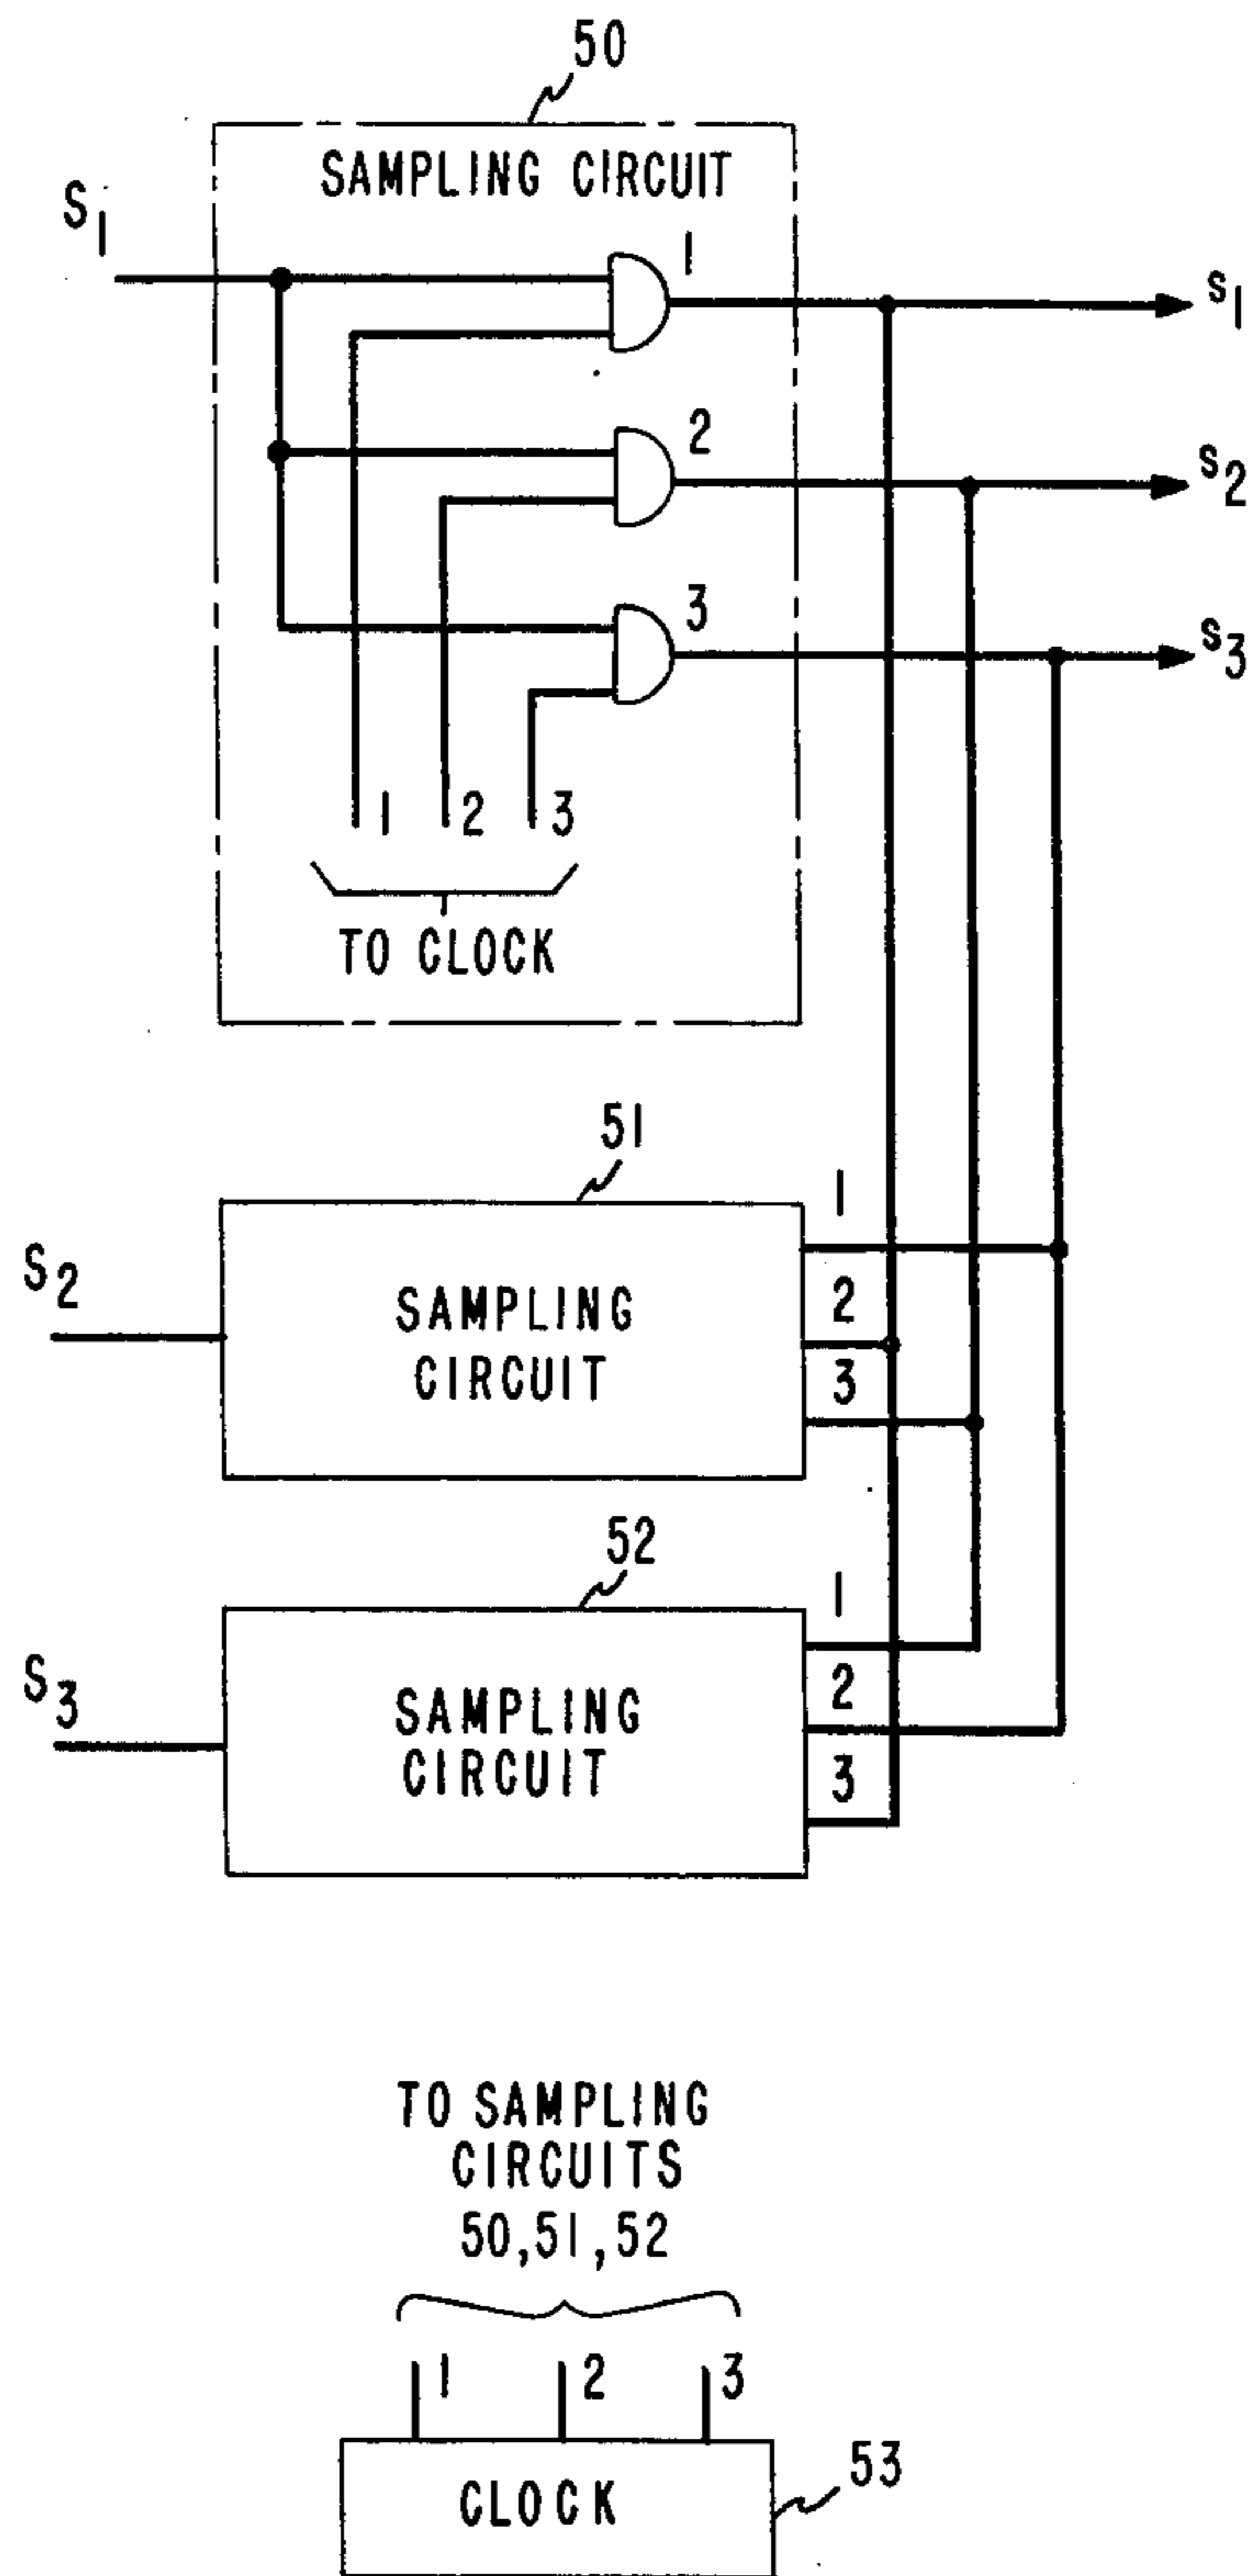 50
SAMPLING CIRCUIT
S1
1
s1
2
s2
3
s3
1 2 3
TO CLOCK
51
S2
SAMPLING
CIRCUIT
1
2
3
52
S3
SAMPLING
CIRCUIT
1
2
3
TO SAMPLING
CIRCUITS
50,51,52
1 2 3
CLOCK
53